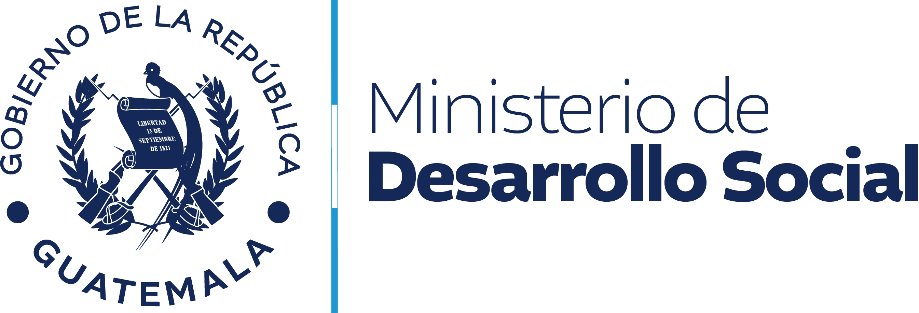 GOBIERNO DE LA REPÚBLICA
GUATEMALA
LIBERTAD
15 DE
SEPTIEMBRE
DE 1821
Ministerio de
Desarrollo Social